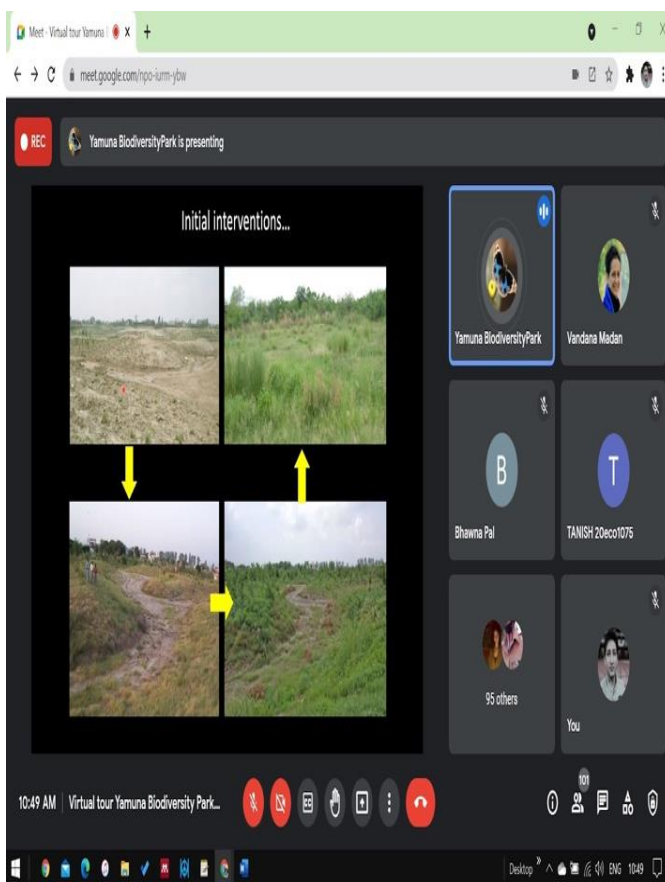 Meet - Virtual tour Yamuna
meet.google.com/npo-iurm-ybw
REC
Yamuna BiodiversityPark is presenting
Initial interventions...
Yamuna BiodiversityPark
Vandana Madan
B
Bhawna Pal
T
TANISH 20eco1075
95 others
You
10:49 AM | Virtual tour Yamuna Biodiversity Park...
CC
101
Desktop
ENG
10:49